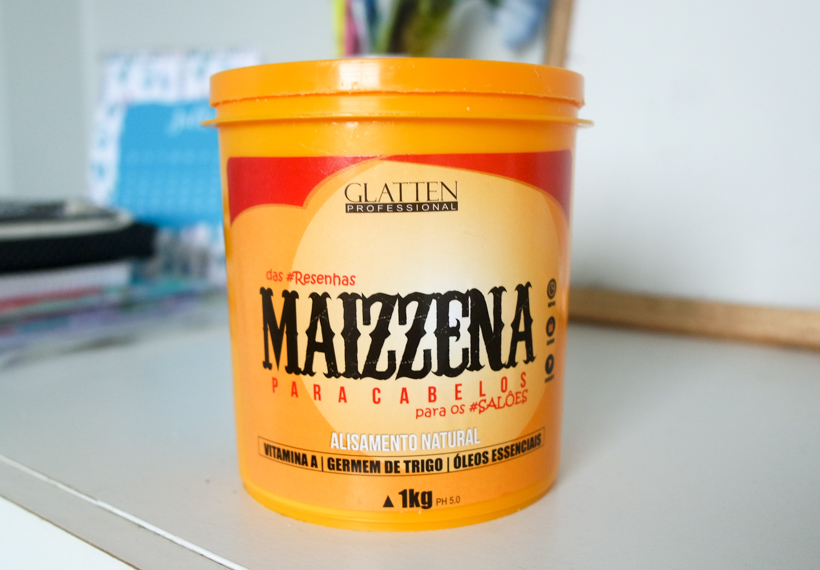 GLATTEN
PROFESSIONAL
das #Resenhas
MAIZZENA
PARA CABELOS
para os #SALÕES
ALISAMENTO NATURAL
VITAMINA A | GERMEM DE TRIGO | ÓLEOS ESSENCIAIS
▲ 1kg PH 5.0